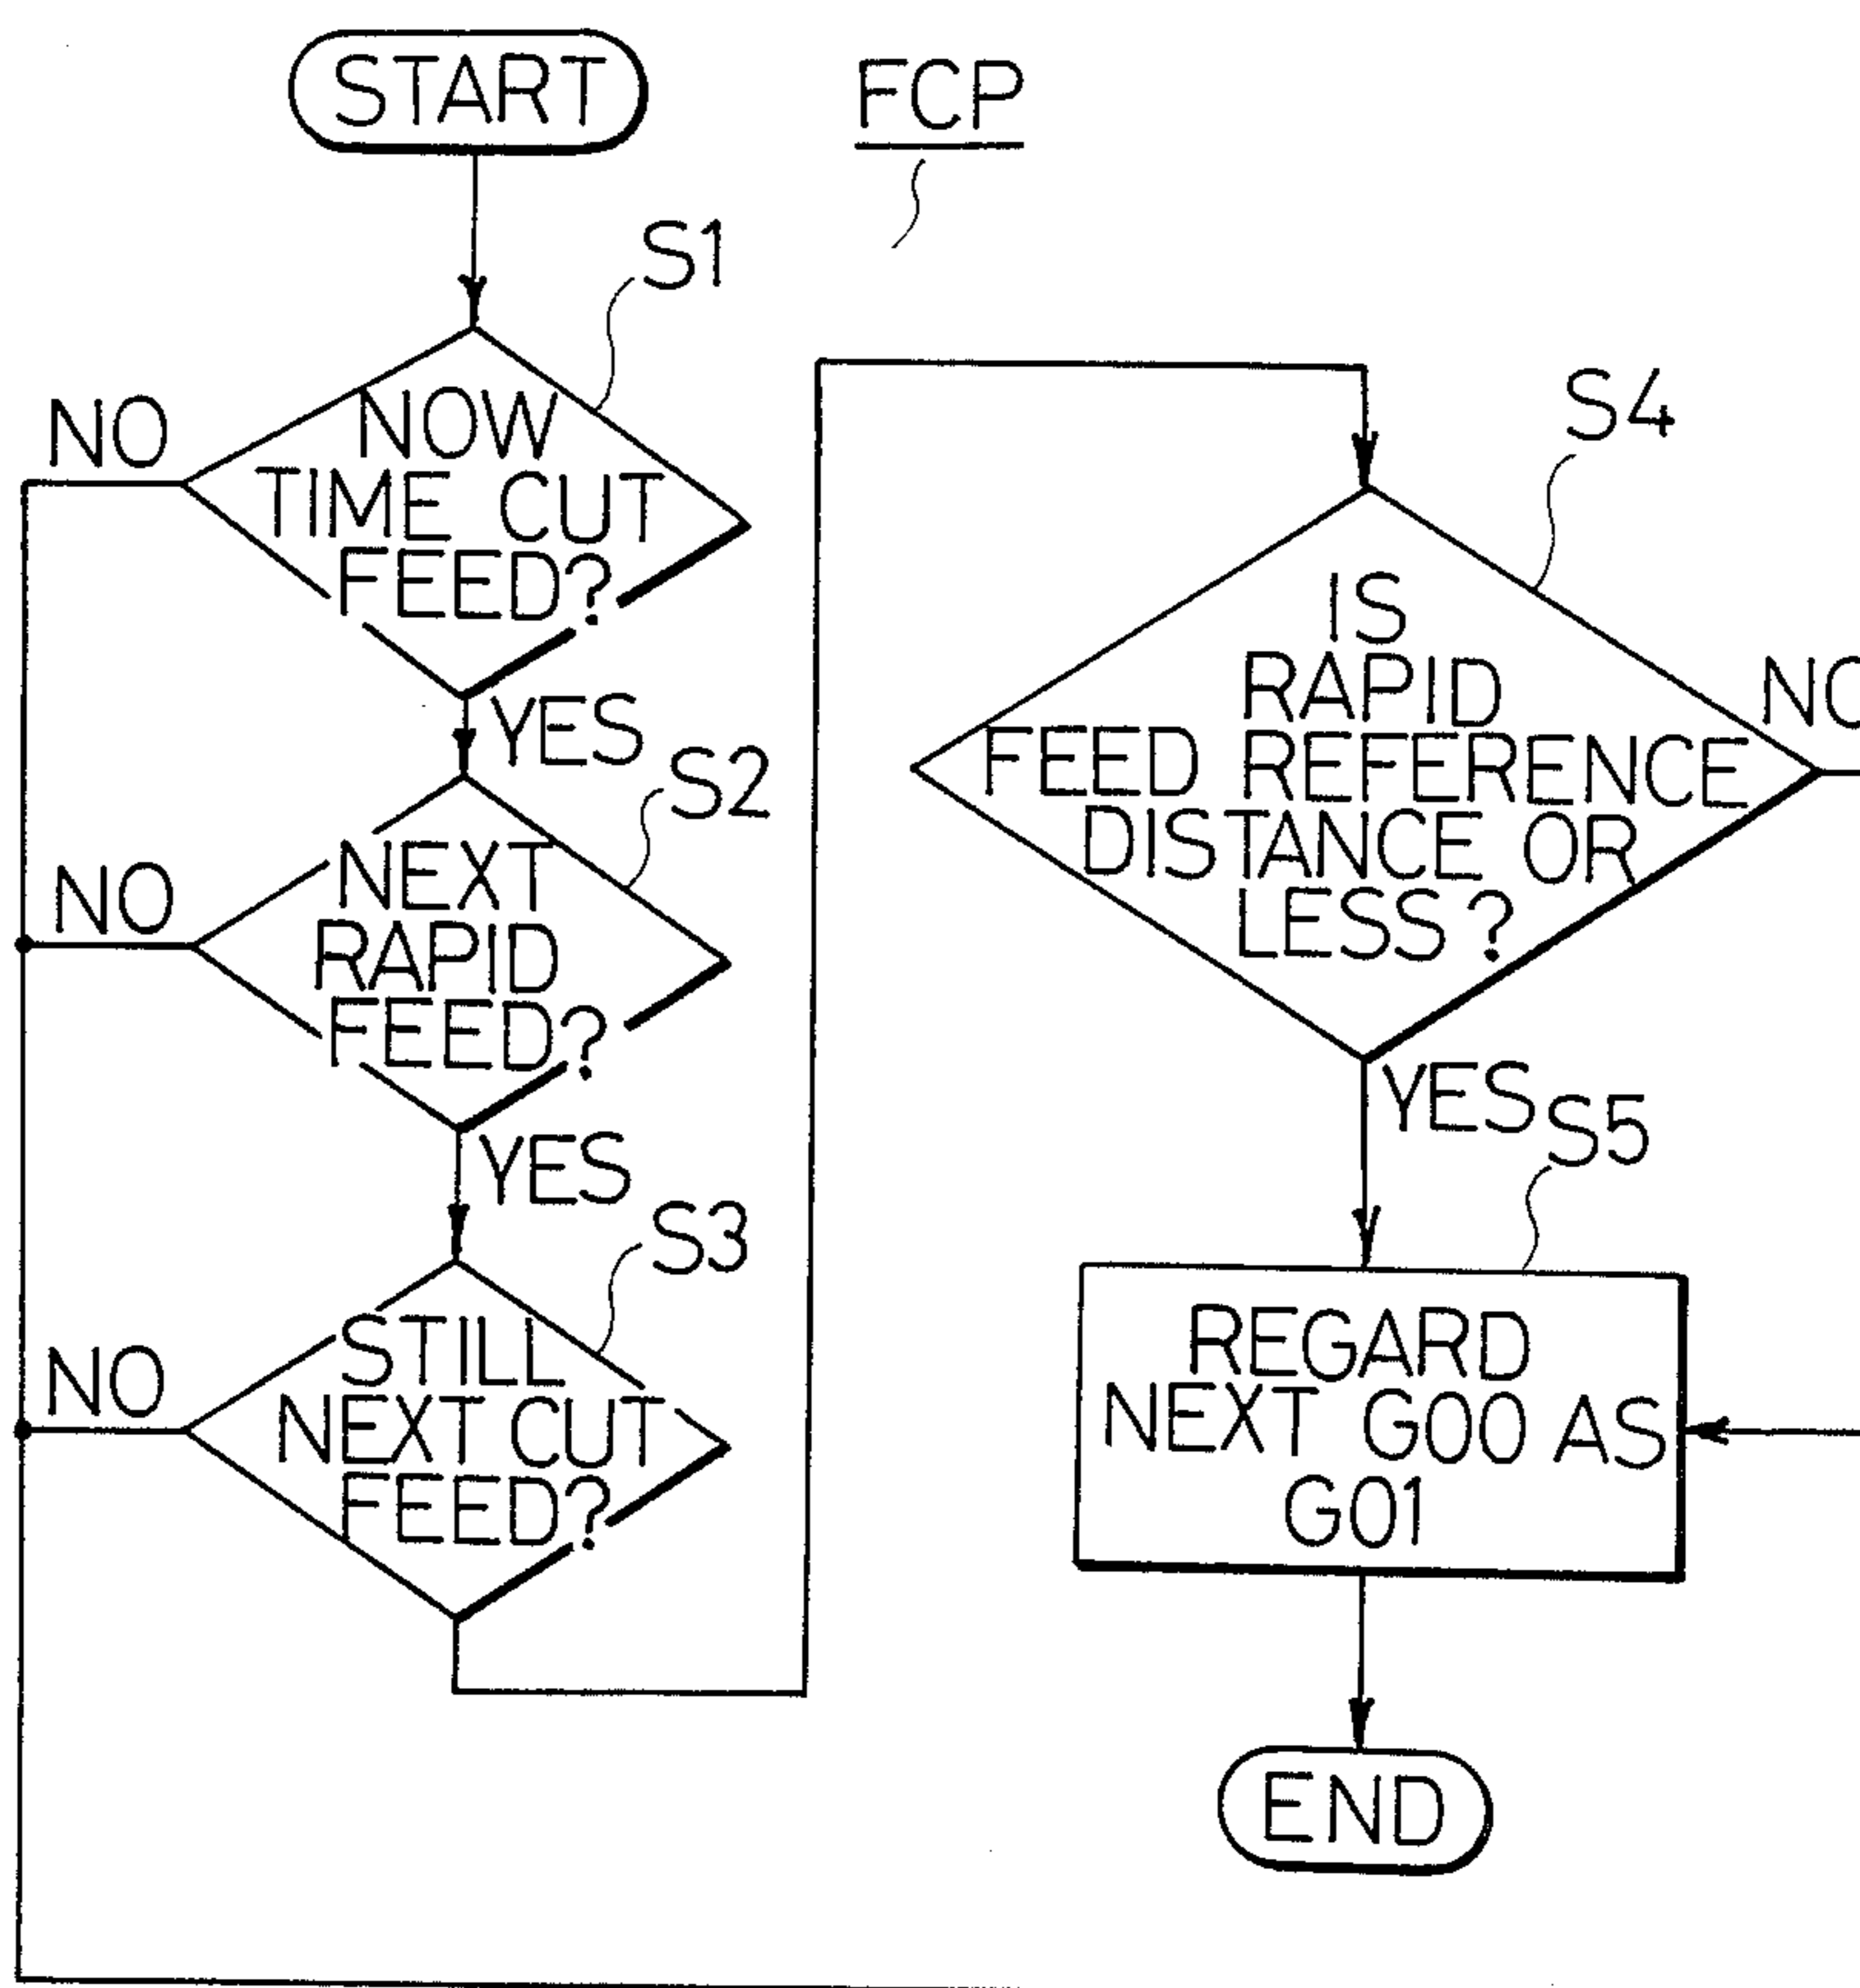 START
FCP
S1
NO
NOW
TIME CUT
FEED?
YES
S2
NO
NEXT
RAPID
FEED?
YES
S3
NO
STILL
NEXT CUT
FEED?
S4
IS
RAPID
FEED REFERENCE
DISTANCE OR
LESS?
YES
S5
REGARD
NEXT G00 AS
G01
END